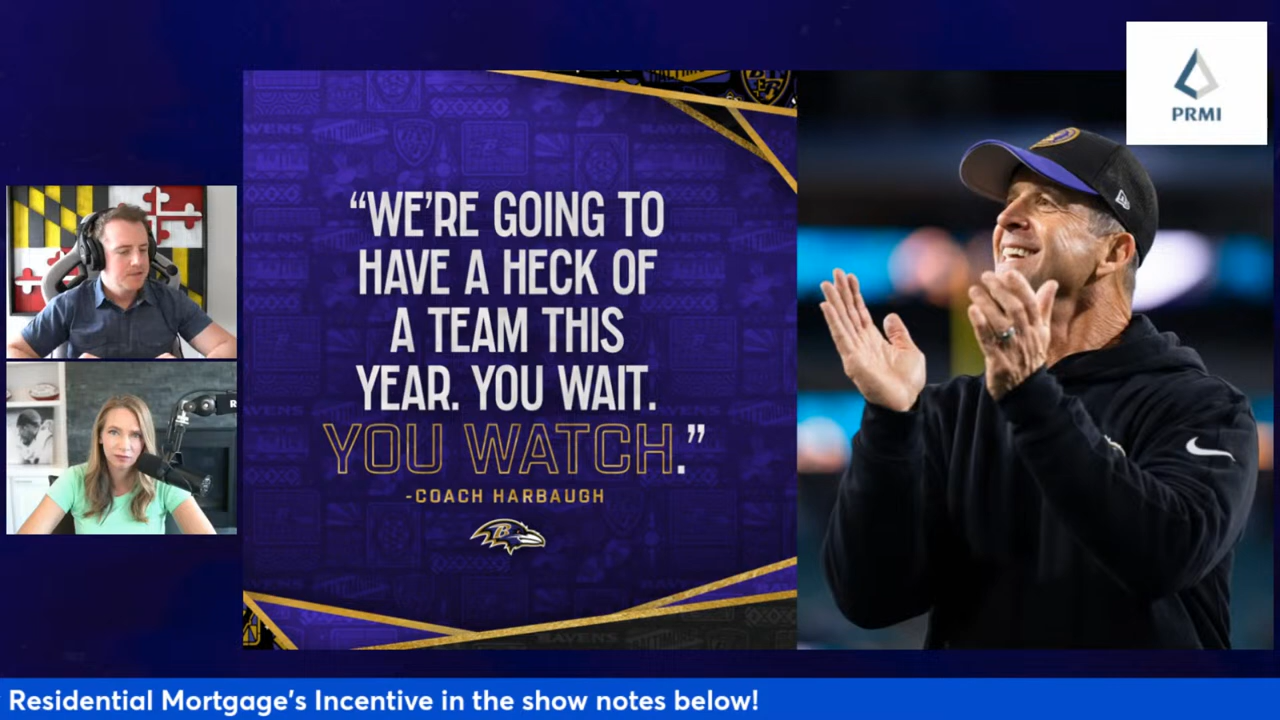 PRMI
“WE’RE GOING TO
HAVE A HECK OF
A TEAM THIS
YEAR. YOU WAIT.
YOU WATCH.”
-COACH HARBAUGH
B
R
RAVENS
Residential Mortgage’s Incentive in the show notes below!